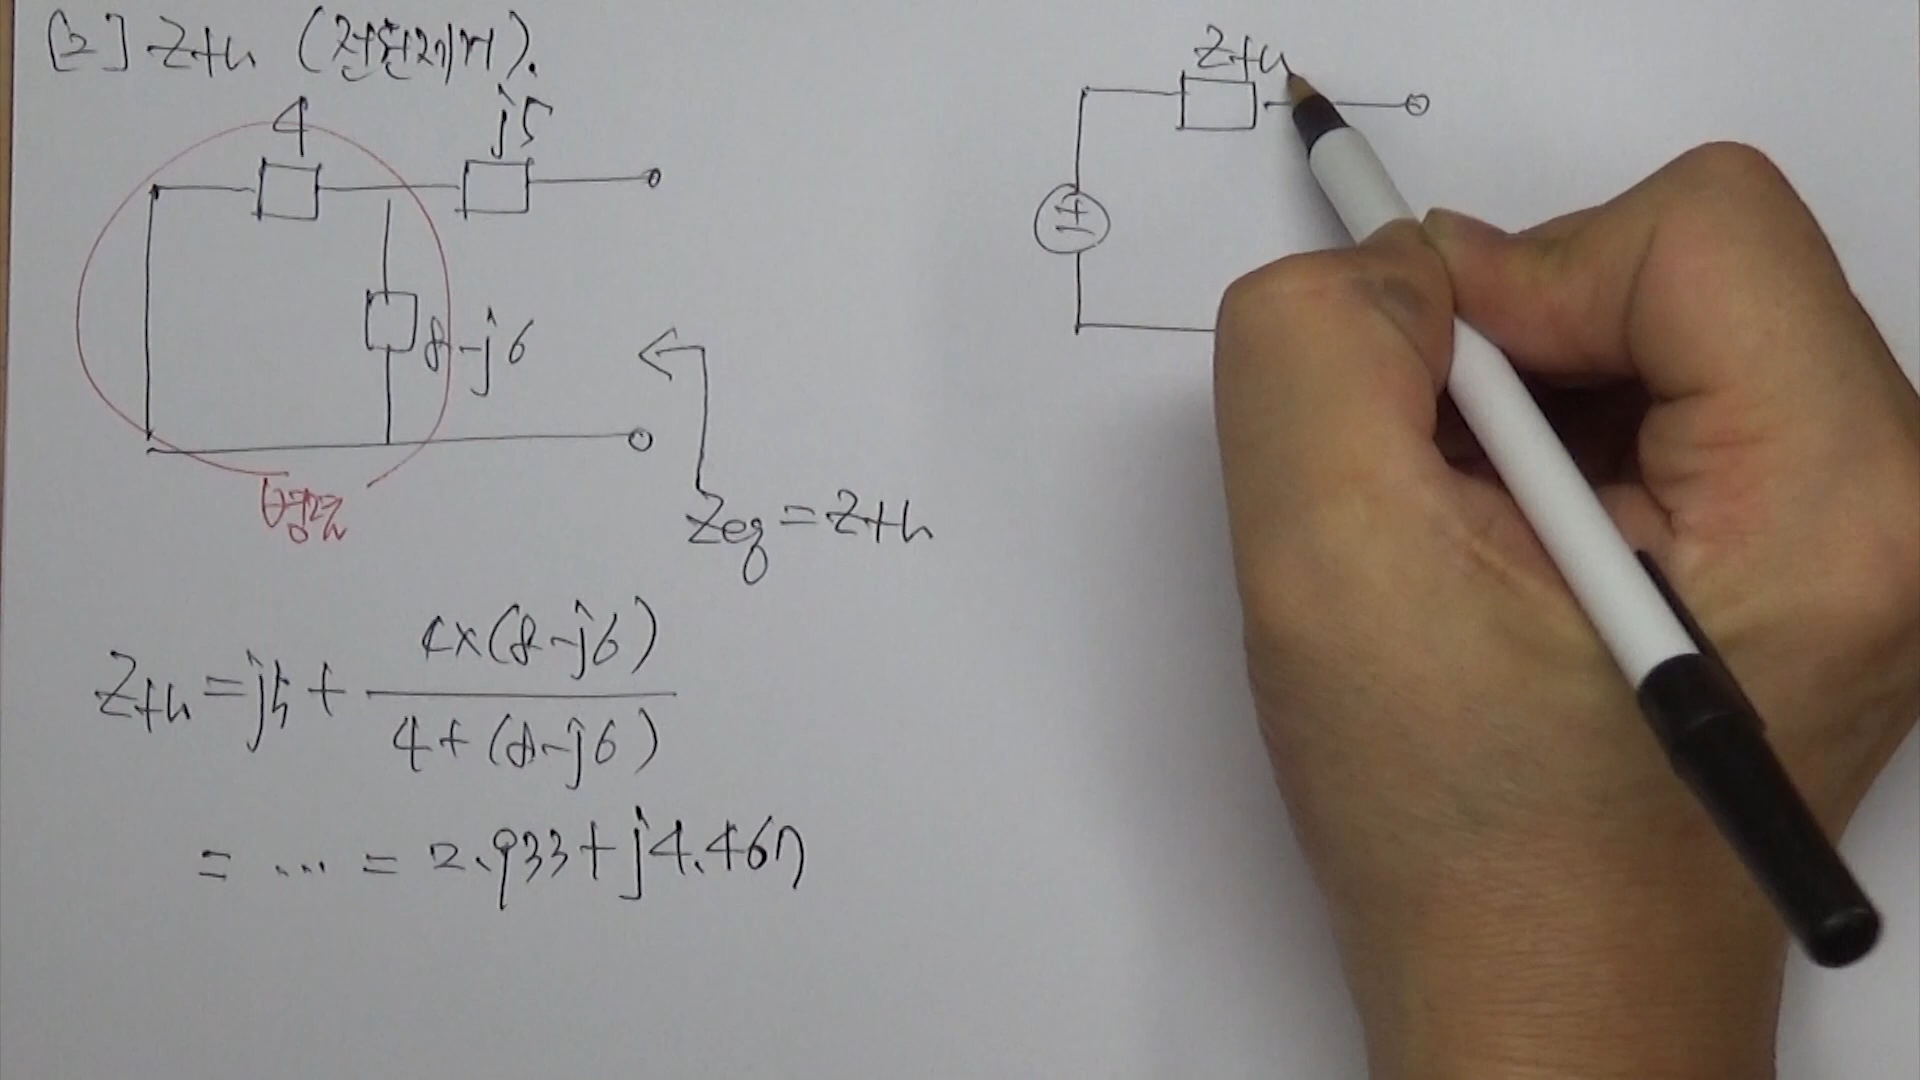 [2] Zth (전원제거).
4
j5
8-j6
병렬
Zeq = Zth
Zth = j5 + 4×(8-j6) / 4+(8-j6)
= ... = 2.933 + j4.467
Zth
+
-